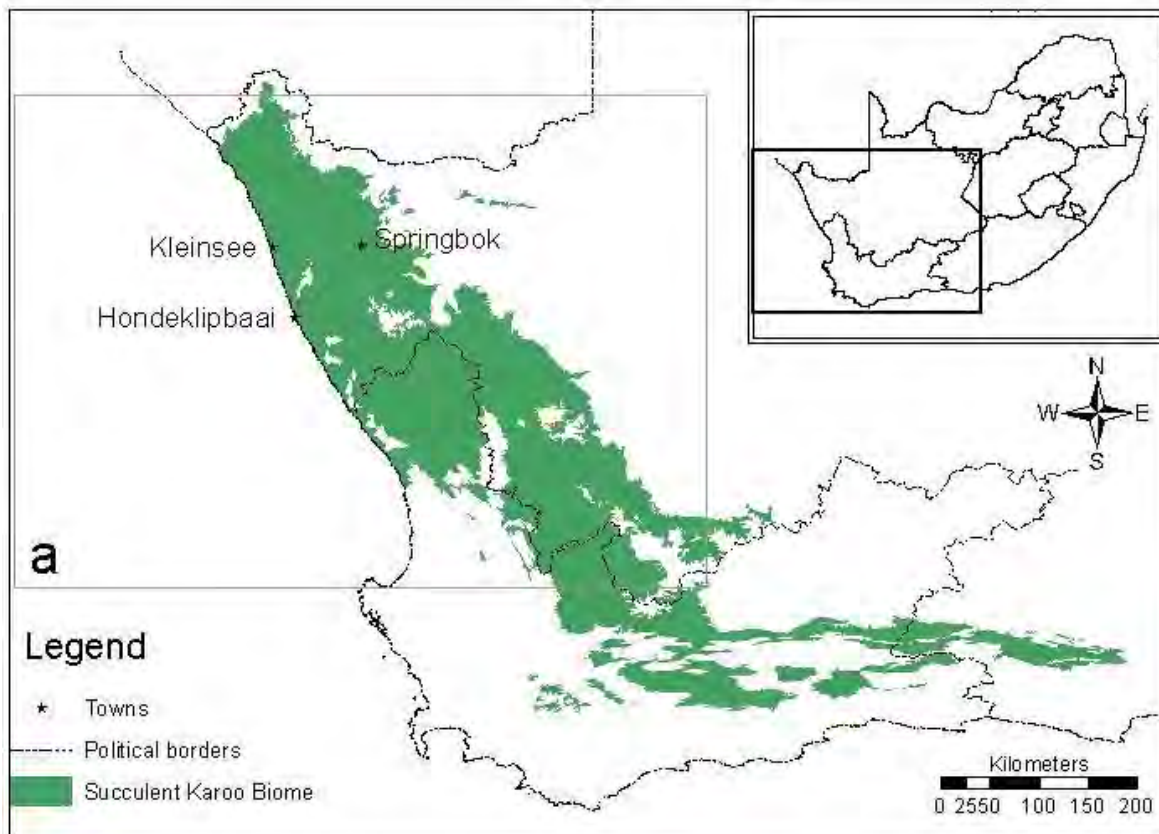 Kleinsee
Springbok
Hondeklipbaai
N
W E
S
a
Legend
Towns
Political borders
Succulent Karoo Biome
Kilometers
0 2550 100 150 200